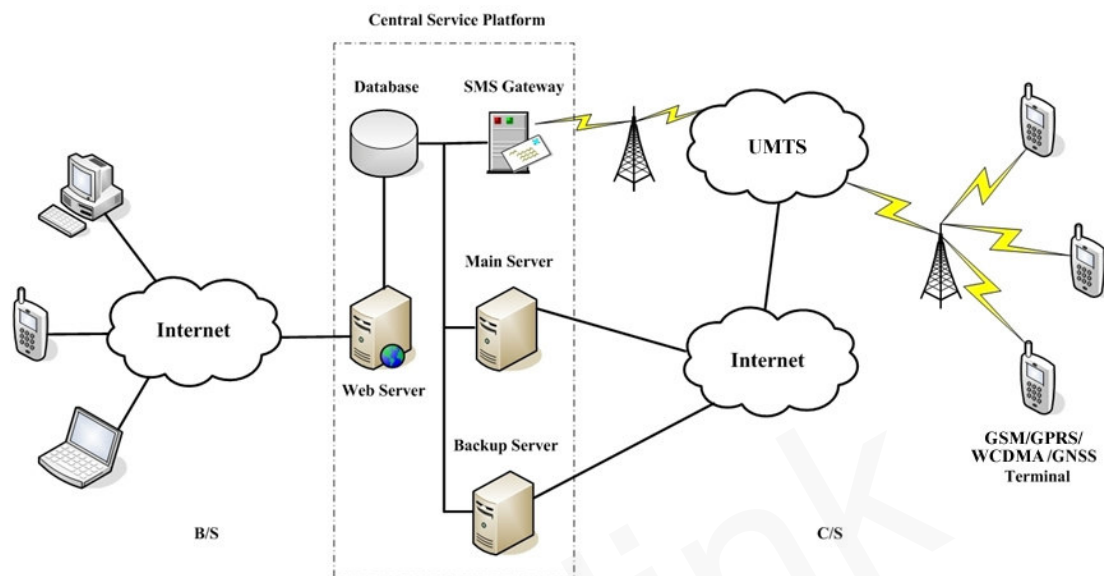 Central Service Platform
Database
SMS Gateway
UMTS
Main Server
Internet
Internet
Web Server
Backup Server
GSM/GPRS/
WCDMA/GNSS
Terminal
B/S
C/S